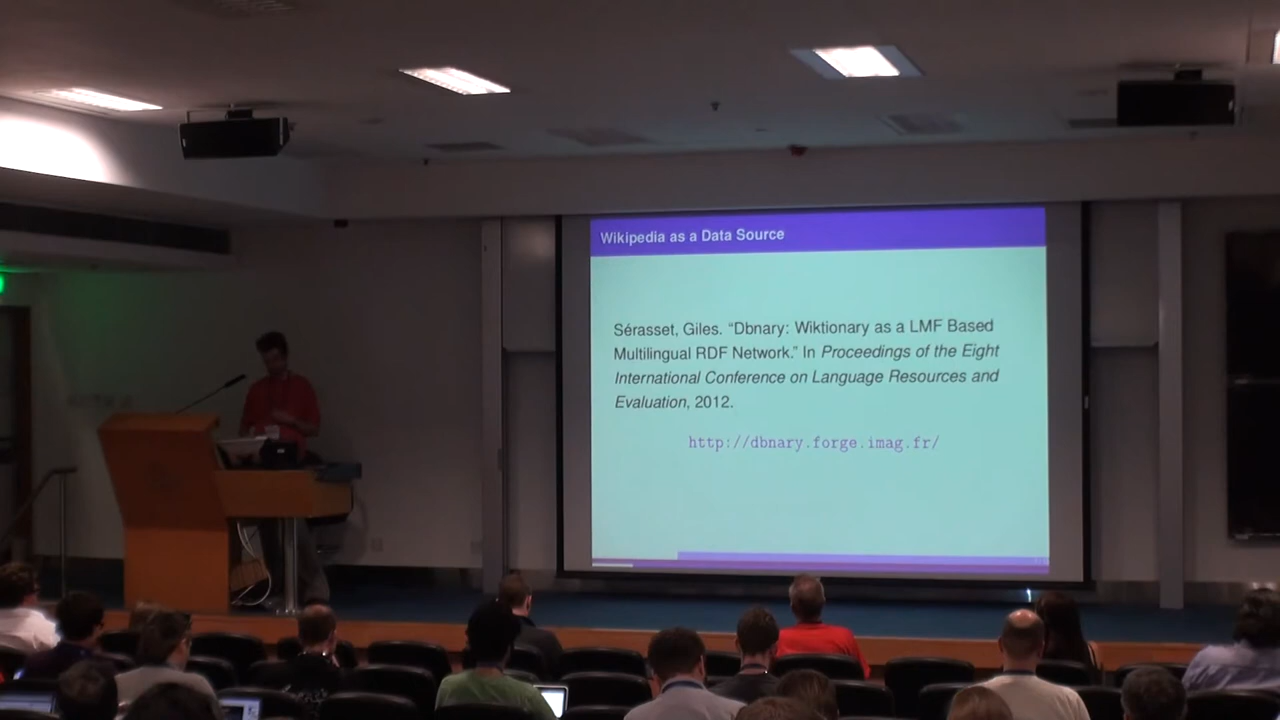 Wikipedia as a Data Source
Sérasset, Giles. “Dbnary: Wiktionary as a LMF Based
Multilingual RDF Network.” In Proceedings of the Eight
International Conference on Language Resources and
Evaluation, 2012.
http://dbnary.forge.imag.fr/